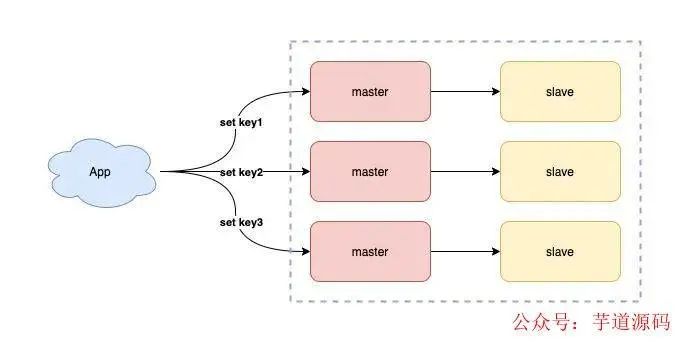 master
slave
set key1
App
set key2
master
slave
set key3
master
slave
公众号：芋道源码